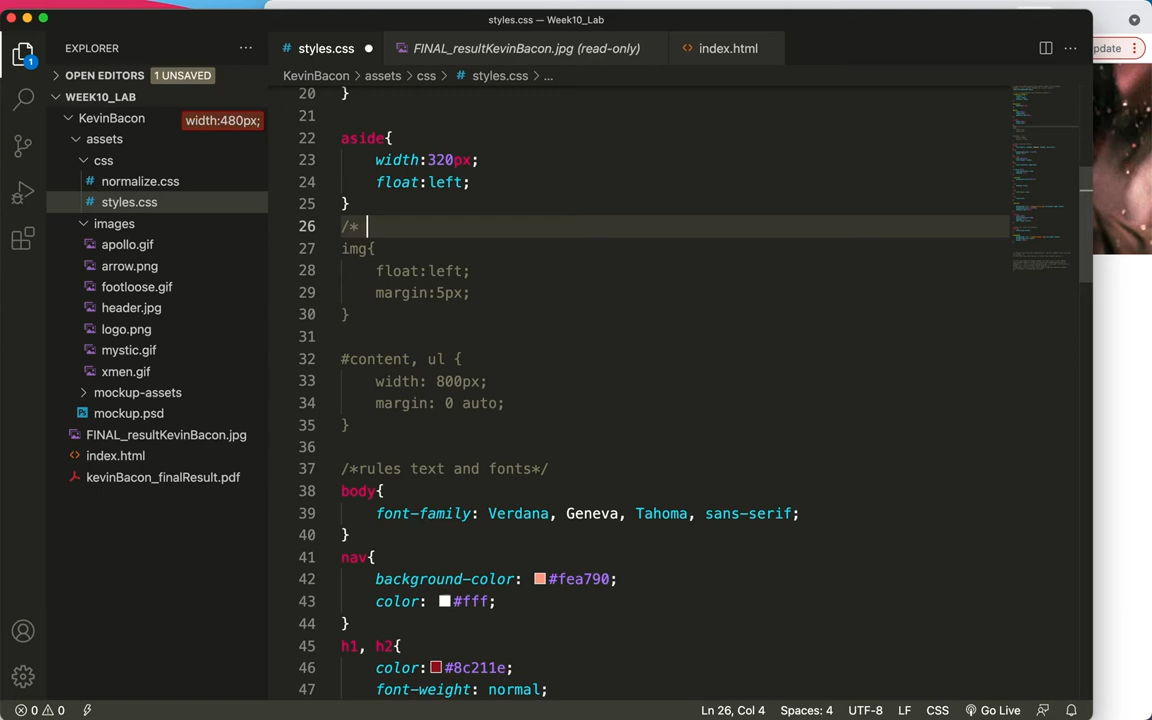 styles.css — Week10_Lab
EXPLORER
styles.css
FINAL_resultKevinBacon.jpg (read-only)
index.html
pdate
OPEN EDITORS
1 UNSAVED
KevinBacon > assets > css > # styles.css > ...
WEEK10_LAB
KevinBacon
width:480px;
assets
css
normalize.css
styles.css
images
apollo.gif
arrow.png
footloose.gif
header.jpg
logo.png
mystic.gif
xmen.gif
mockup-assets
mockup.psd
FINAL_resultKevinBacon.jpg
index.html
kevinBacon_finalResult.pdf
1
20 }
21
22 aside{
23 width:320px;
24 float:left;
25 }
26 /*
27 img{
28 float:left;
29 margin:5px;
30 }
31
32 #content, ul {
33 width: 800px;
34 margin: 0 auto;
35 }
36
37 /*rules text and fonts*/
38 body{
39 font-family: Verdana, Geneva, Tahoma, sans-serif;
40 }
41 nav{
42 background-color: #fea790;
43 color: #fff;
44 }
45 h1, h2{
46 color:#8c211e;
47 font-weight: normal;
0 0
Ln 26, Col 4 Spaces: 4 UTF-8 LF CSS Go Live